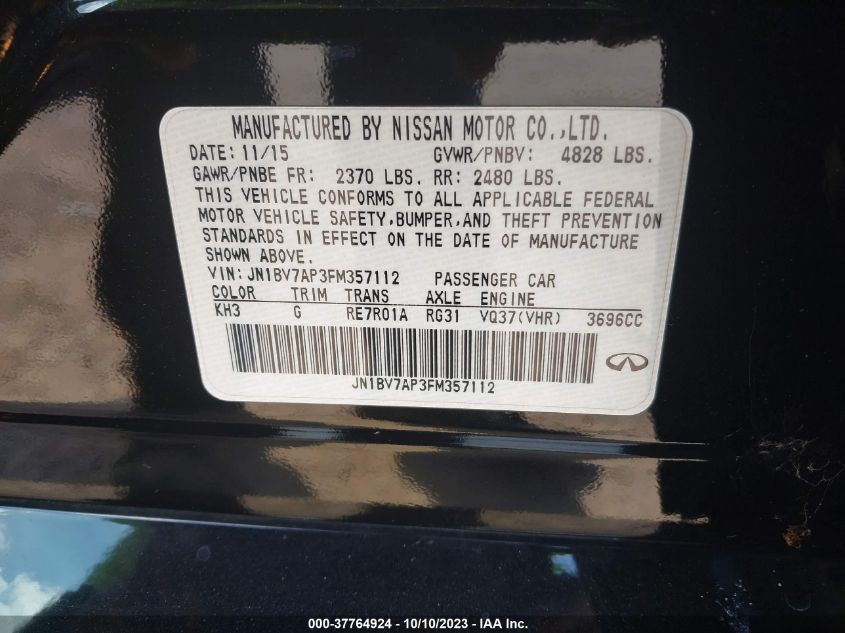 MANUFACTURED BY NISSAN MOTOR CO.,LTD.
DATE: 11/15 GVWR/PNBV: 4828 LBS.
GAWR/PNBE FR: 2370 LBS. RR: 2480 LBS.
THIS VEHICLE CONFORMS TO ALL APPLICABLE FEDERAL
MOTOR VEHICLE SAFETY,BUMPER,AND THEFT PREVENTION
STANDARDS IN EFFECT ON THE DATE OF MANUFACTURE
SHOWN ABOVE.
VIN: JN1BV7AP3FM357112 PASSENGER CAR
COLOR TRIM TRANS AXLE ENGINE
KH3 G RE7R01A RG31 VQ37(VHR) 3696CC
JN1BV7AP3FM357112
000-37764924 - 10/10/2023 - IAA Inc.